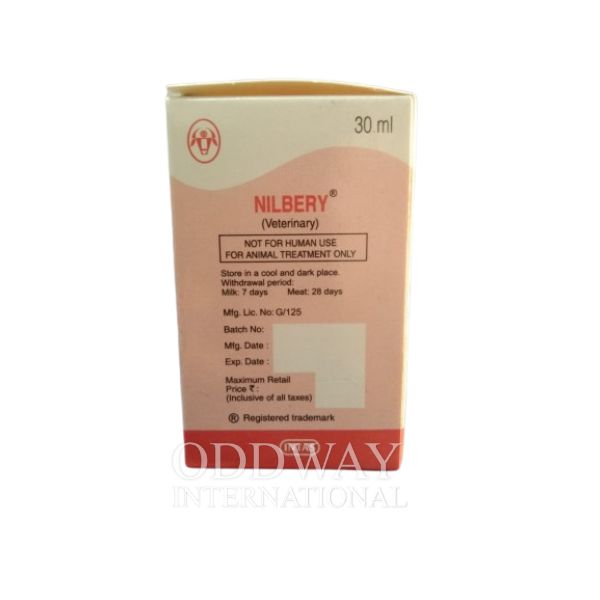 30 ml
NILBERY®
(Veterinary)
NOT FOR HUMAN USE
FOR ANIMAL TREATMENT ONLY
Store in a cool and dark place.
Withdrawal period:
Milk: 7 days Meat: 28 days
Mfg. Lic. No: G/125
Batch No:
Mfg. Date :
Exp. Date :
Maximum Retail
Price ₹ :
(Inclusive of all taxes)
® Registered trademark
INTAS
ODDWAY
INTERNATIONAL